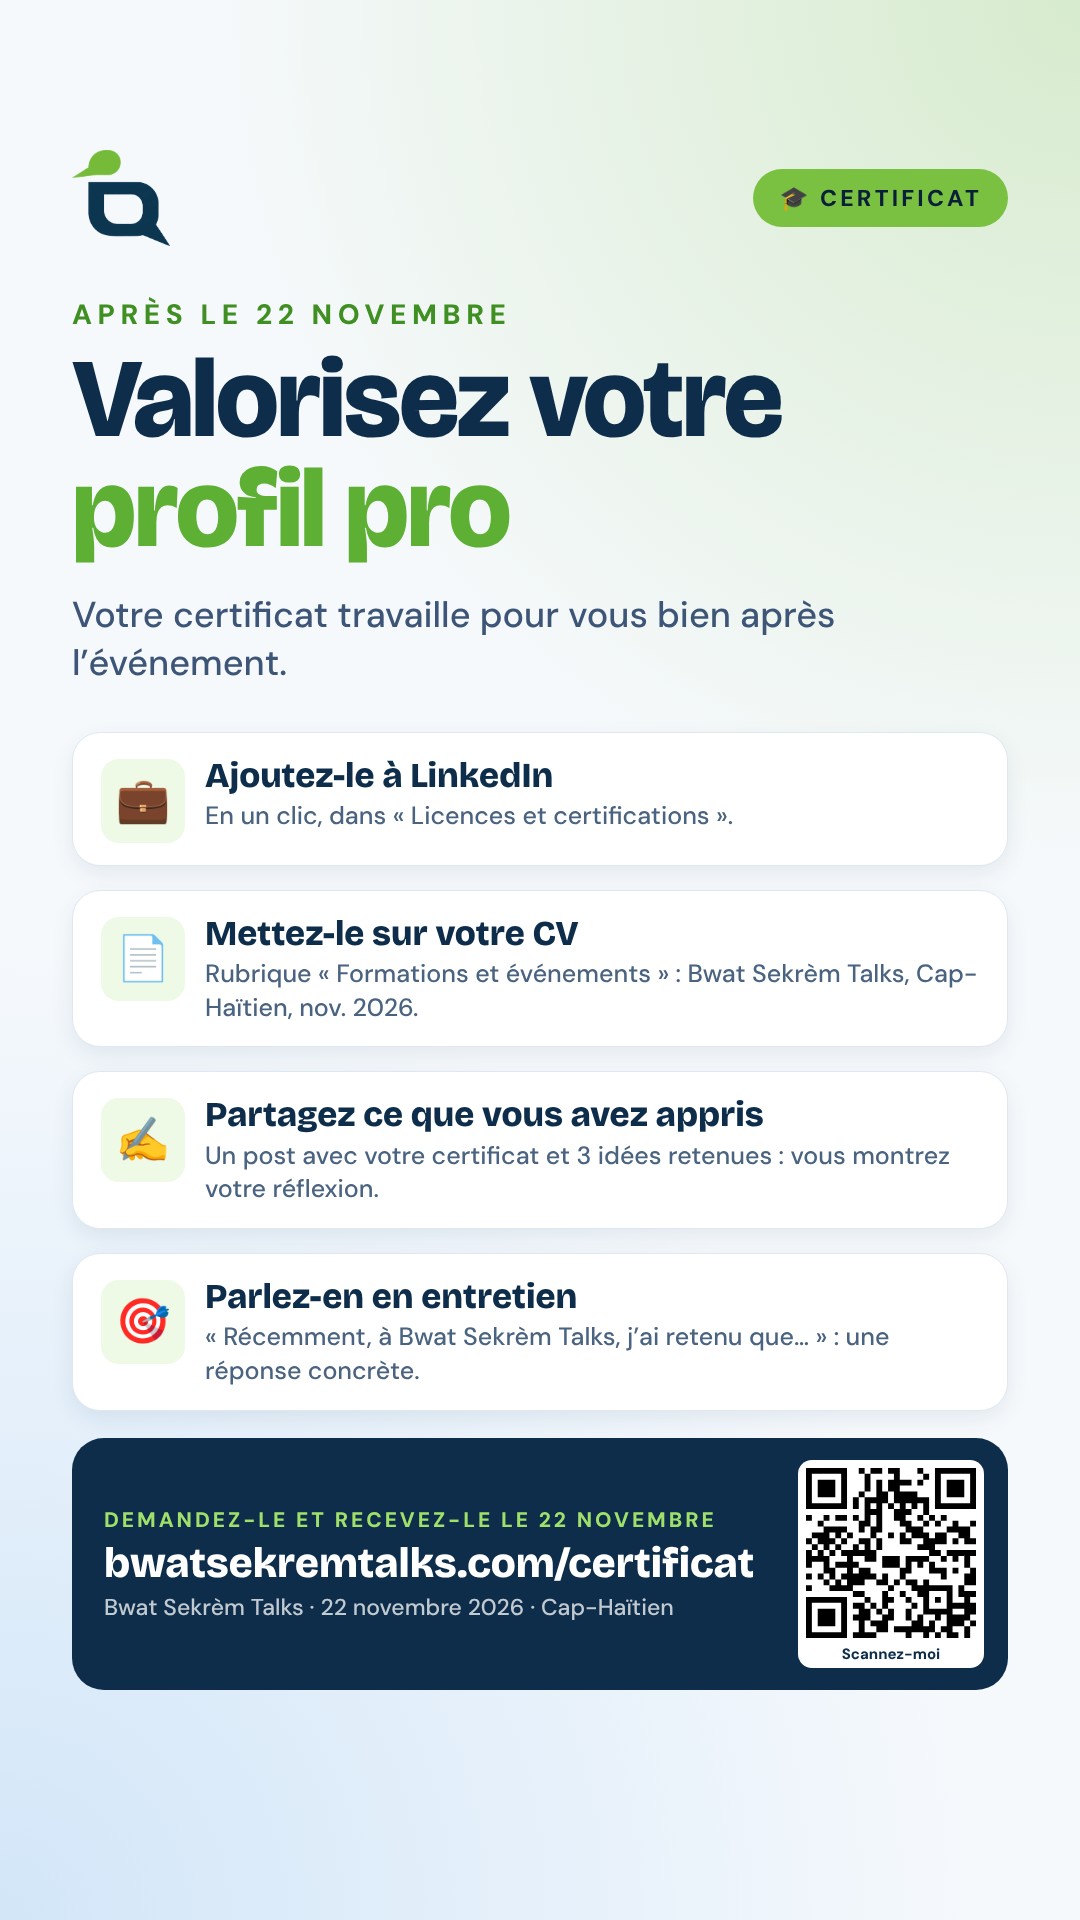 🎓 CERTIFICAT
APRÈS LE 22 NOVEMBRE
Valorisez votre
profil pro
Votre certificat travaille pour vous bien après
l’événement.
Ajoutez-le à LinkedIn
En un clic, dans « Licences et certifications ».
Mettez-le sur votre CV
Rubrique « Formations et événements » : Bwat Sekrèm Talks, Cap-
Haïtien, nov. 2026.
Partagez ce que vous avez appris
Un post avec votre certificat et 3 idées retenues : vous montrez
votre réflexion.
Parlez-en en entretien
« Récemment, à Bwat Sekrèm Talks, j’ai retenu que… » : une
réponse concrète.
DEMANDEZ-LE ET RECEVEZ-LE LE 22 NOVEMBRE
bwatsekremtalks.com/certificat
Bwat Sekrèm Talks · 22 novembre 2026 · Cap-Haïtien
Scannez-moi